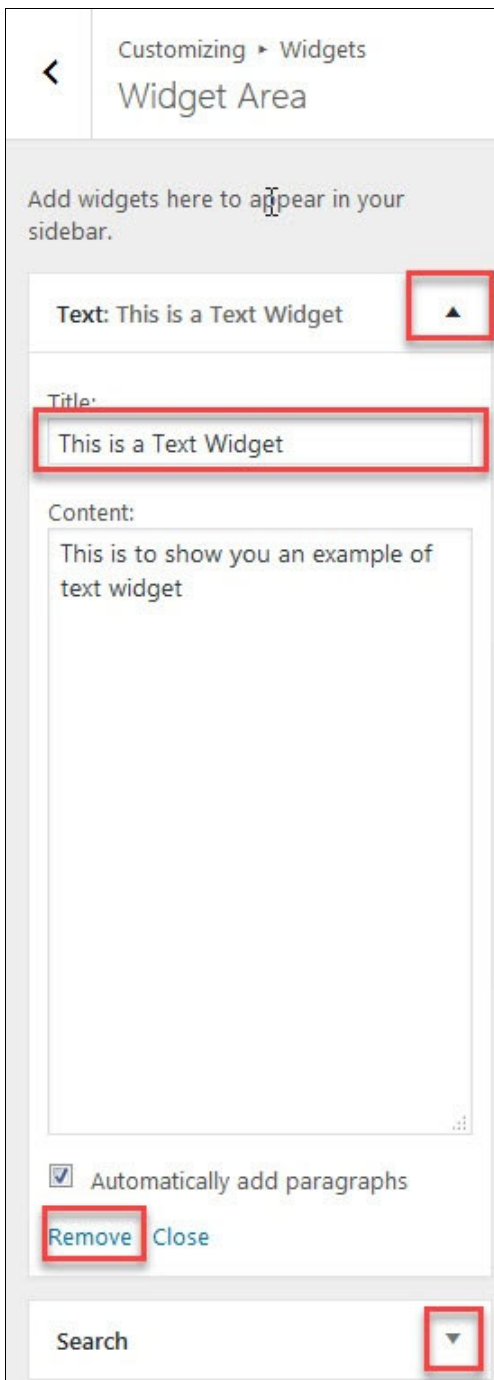 Customizing ▸ Widgets
Widget Area
Add widgets here to appear in your
sidebar.
Text: This is a Text Widget
Title:
This is a Text Widget
Content:
This is to show you an example of
text widget
Automatically add paragraphs
Remove Close
Search